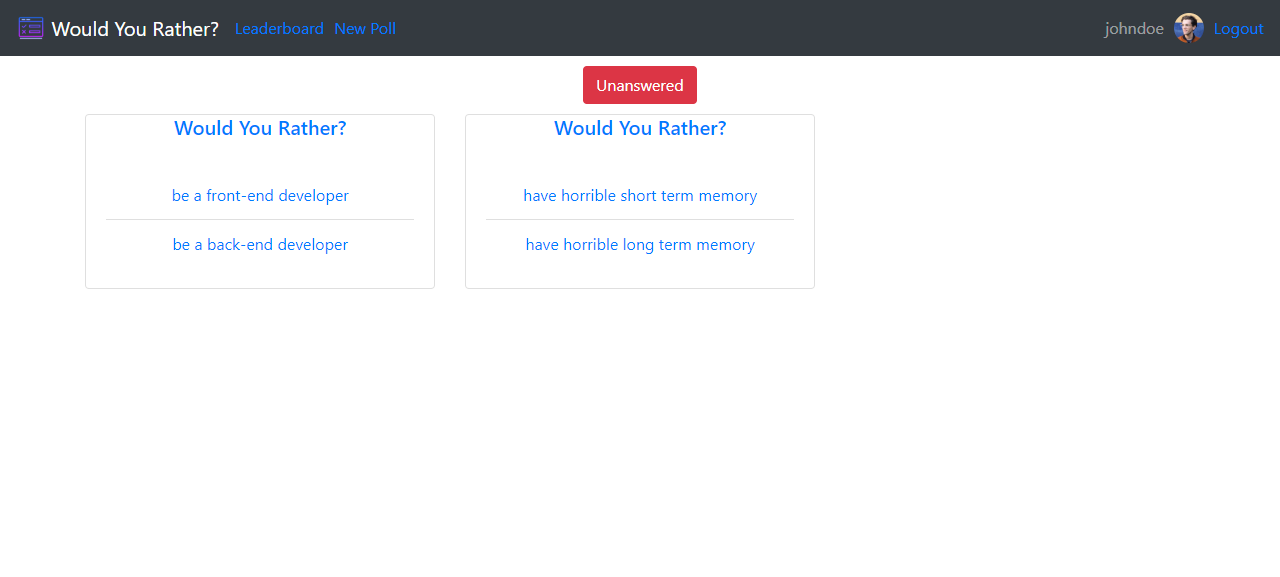 Would You Rather? Leaderboard New Poll johndoe Logout
Unanswered
Would You Rather?
be a front-end developer
be a back-end developer
Would You Rather?
have horrible short term memory
have horrible long term memory